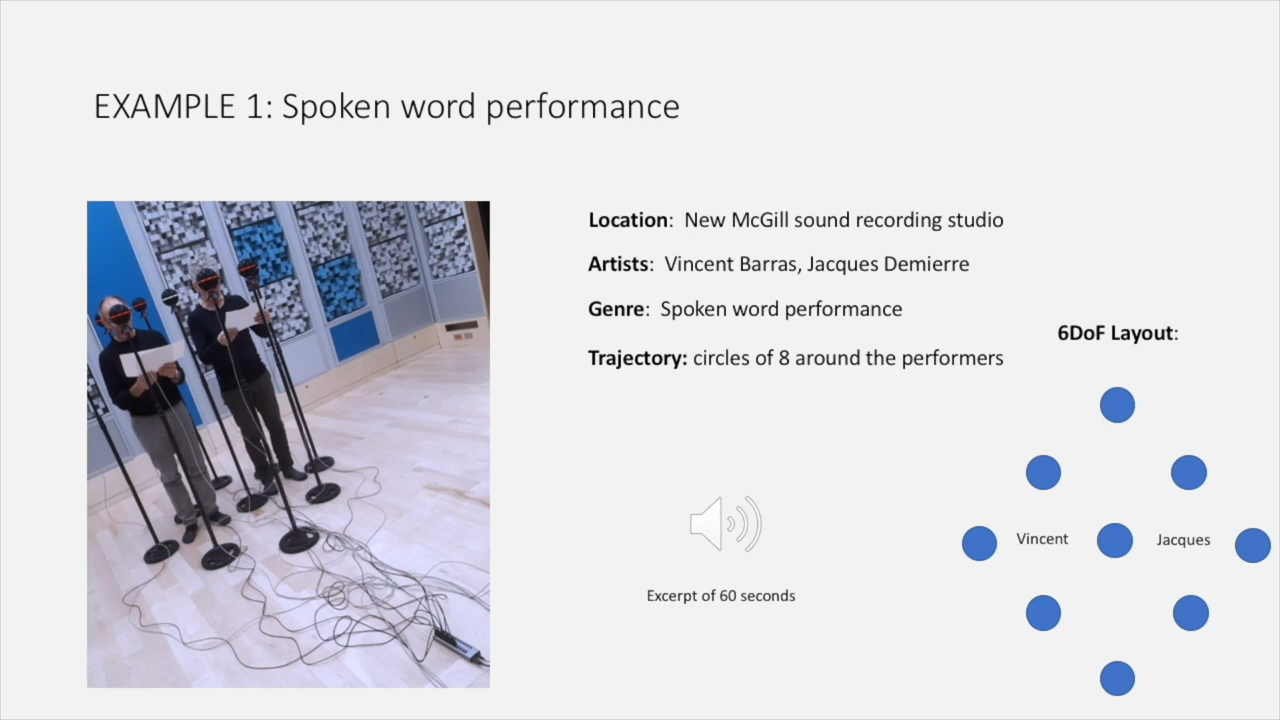 EXAMPLE 1: Spoken word performance
Location:  New McGill sound recording studio
Artists:  Vincent Barras, Jacques Demierre
Genre:  Spoken word performance
Trajectory: circles of 8 around the performers
6DoF Layout:
Vincent
Jacques
Excerpt of 60 seconds